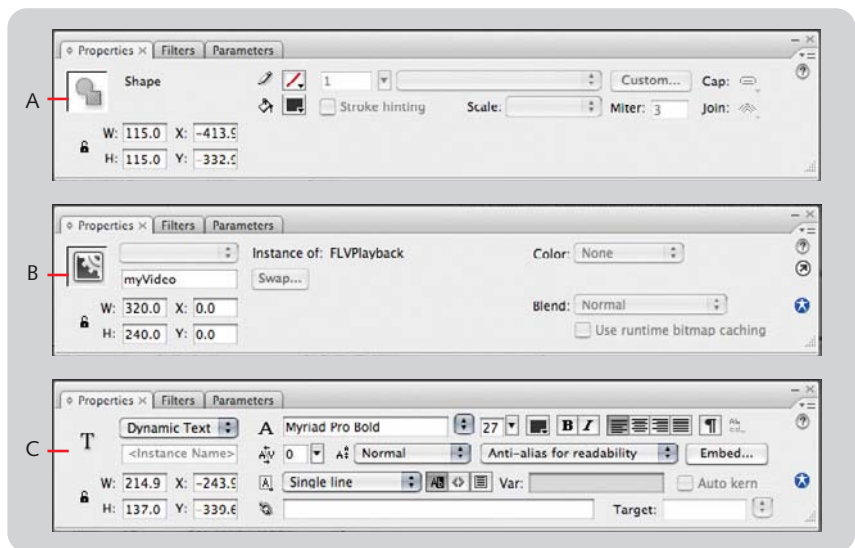 Properties × Filters Parameters
Shape
1
Custom...
Cap:
A
Stroke hinting
Scale:
Miter: 3
Join:
W: 115.0 X: -413.9
H: 115.0 Y: -332.9
Properties × Filters Parameters
Instance of: FLVPlayback
Color: None
B
myVideo
Swap...
W: 320.0 X: 0.0
Blend: Normal
H: 240.0 Y: 0.0
Use runtime bitmap caching
Properties × Filters Parameters
T Dynamic Text A Myriad Pro Bold 27 B I ¶
C
<Instance Name> AV 0 A Normal Anti-alias for readability Embed...
W: 214.9 X: -243.9 A Single line AB <> Var: Auto kern
H: 137.0 Y: -339.6 Target: